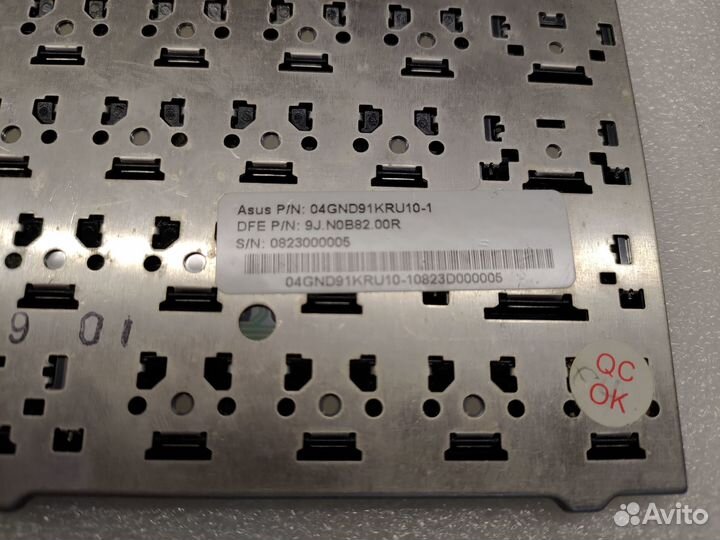 Asus P/N: 04GND91KRU10-1
DFE P/N: 9J.N0B82.00R
S/N: 0823000005
04GND91KRU10-10823D000005
9 01
QC
OK
Avito